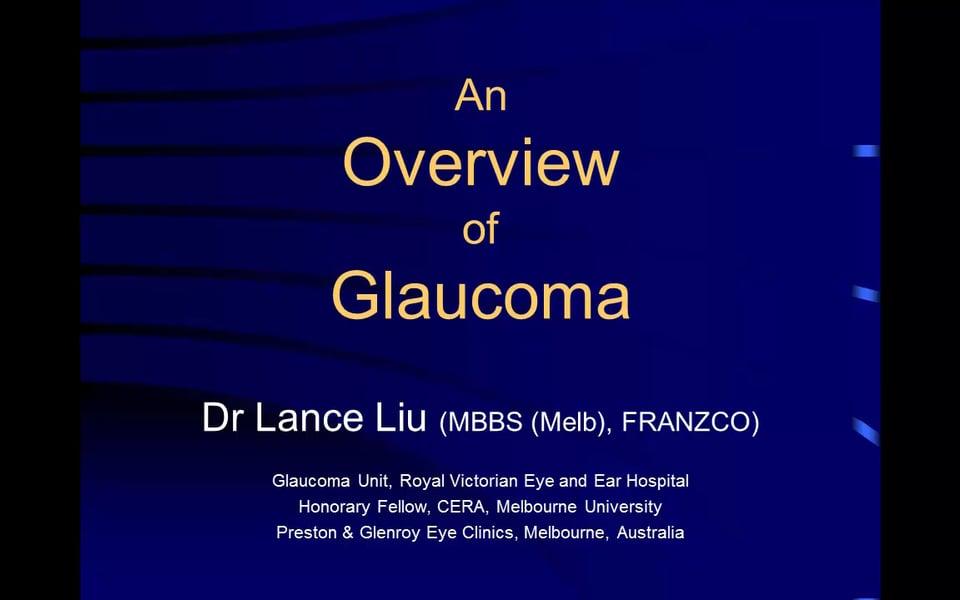 An
Overview
of
Glaucoma
Dr Lance Liu (MBBS (Melb), FRANZCO)
Glaucoma Unit, Royal Victorian Eye and Ear Hospital
Honorary Fellow, CERA, Melbourne University
Preston & Glenroy Eye Clinics, Melbourne, Australia